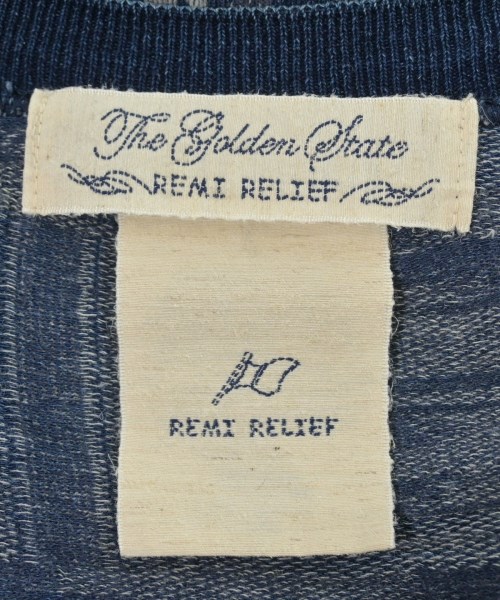 The Golden State
REMI RELIEF
REMI RELIEF